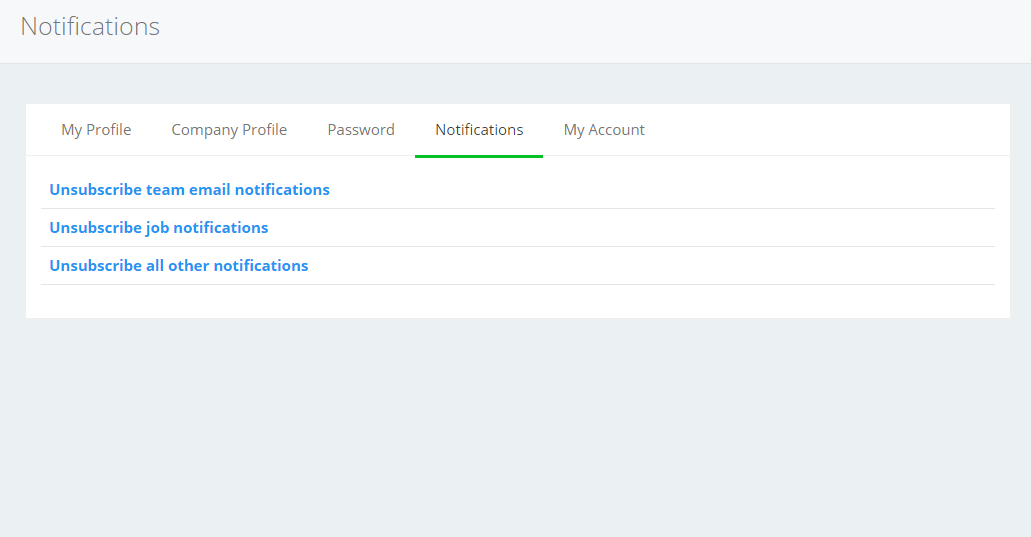 Notifications
My Profile Company Profile Password Notifications My Account
Unsubscribe team email notifications
Unsubscribe job notifications
Unsubscribe all other notifications